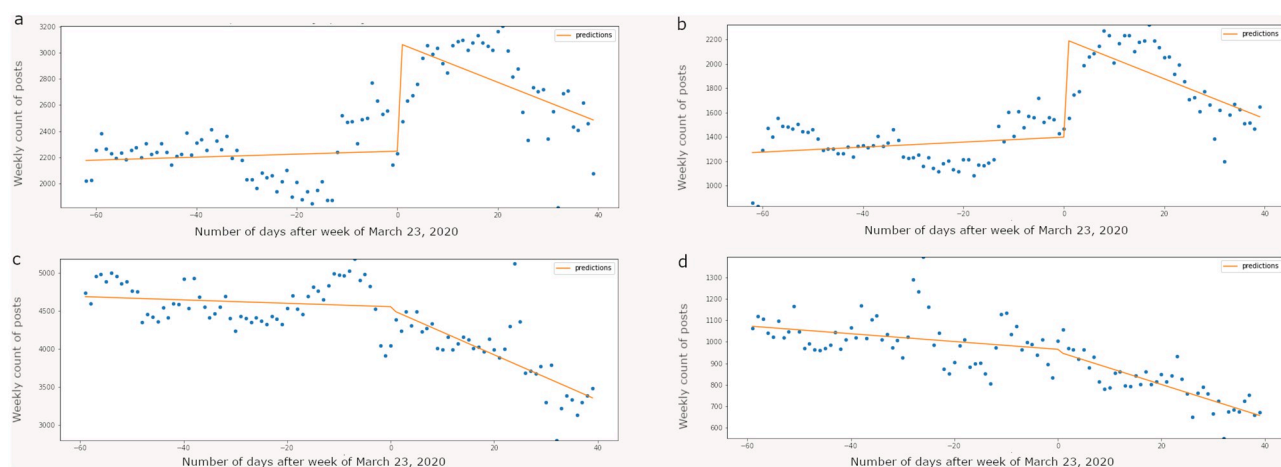 a
3200
3000
2800
2600
2400
2200
2000
Weekly count of posts
predictions
−60 −40 −20 0 20 40
Number of days after week of March 23, 2020
b
2200
2000
1800
1600
1400
1200
1000
Weekly count of posts
predictions
−60 −40 −20 0 20 40
Number of days after week of March 23, 2020
c
5000
4500
4000
3500
3000
Weekly count of posts
predictions
−60 −40 −20 0 20 40
Number of days after week of March 23, 2020
d
1300
1200
1100
1000
900
800
700
600
Weekly count of posts
predictions
−60 −40 −20 0 20 40
Number of days after week of March 23, 2020